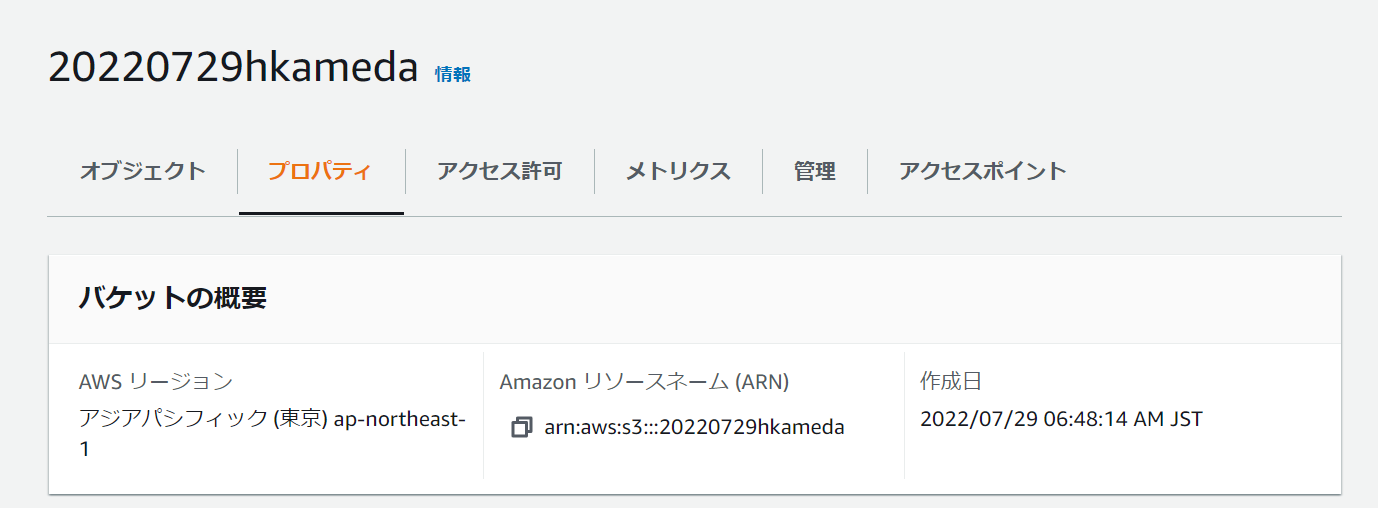 20220729hkameda 情報
オブジェクト プロパティ アクセス許可 メトリクス 管理 アクセスポイント
バケットの概要
AWS リージョン
アジアパシフィック (東京) ap-northeast-
1
Amazon リソースネーム (ARN)
arn:aws:s3:::20220729hkameda
作成日
2022/07/29 06:48:14 AM JST